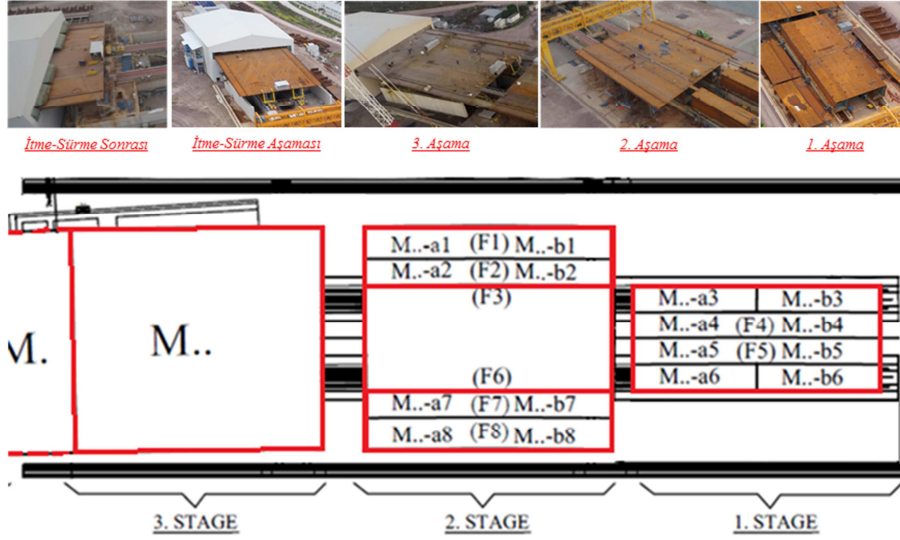 İtme-Sürme Sonrası
İtme-Sürme Aşaması
3. Aşama
2. Aşama
1. Aşama
M.
M..
M..-a1 (F1) M..-b1
M..-a2 (F2) M..-b2
(F3)
(F6)
M..-a7 (F7) M..-b7
M..-a8 (F8) M..-b8
M..-a3 M..-b3
M..-a4 (F4) M..-b4
M..-a5 (F5) M..-b5
M..-a6 M..-b6
3. STAGE
2. STAGE
1. STAGE